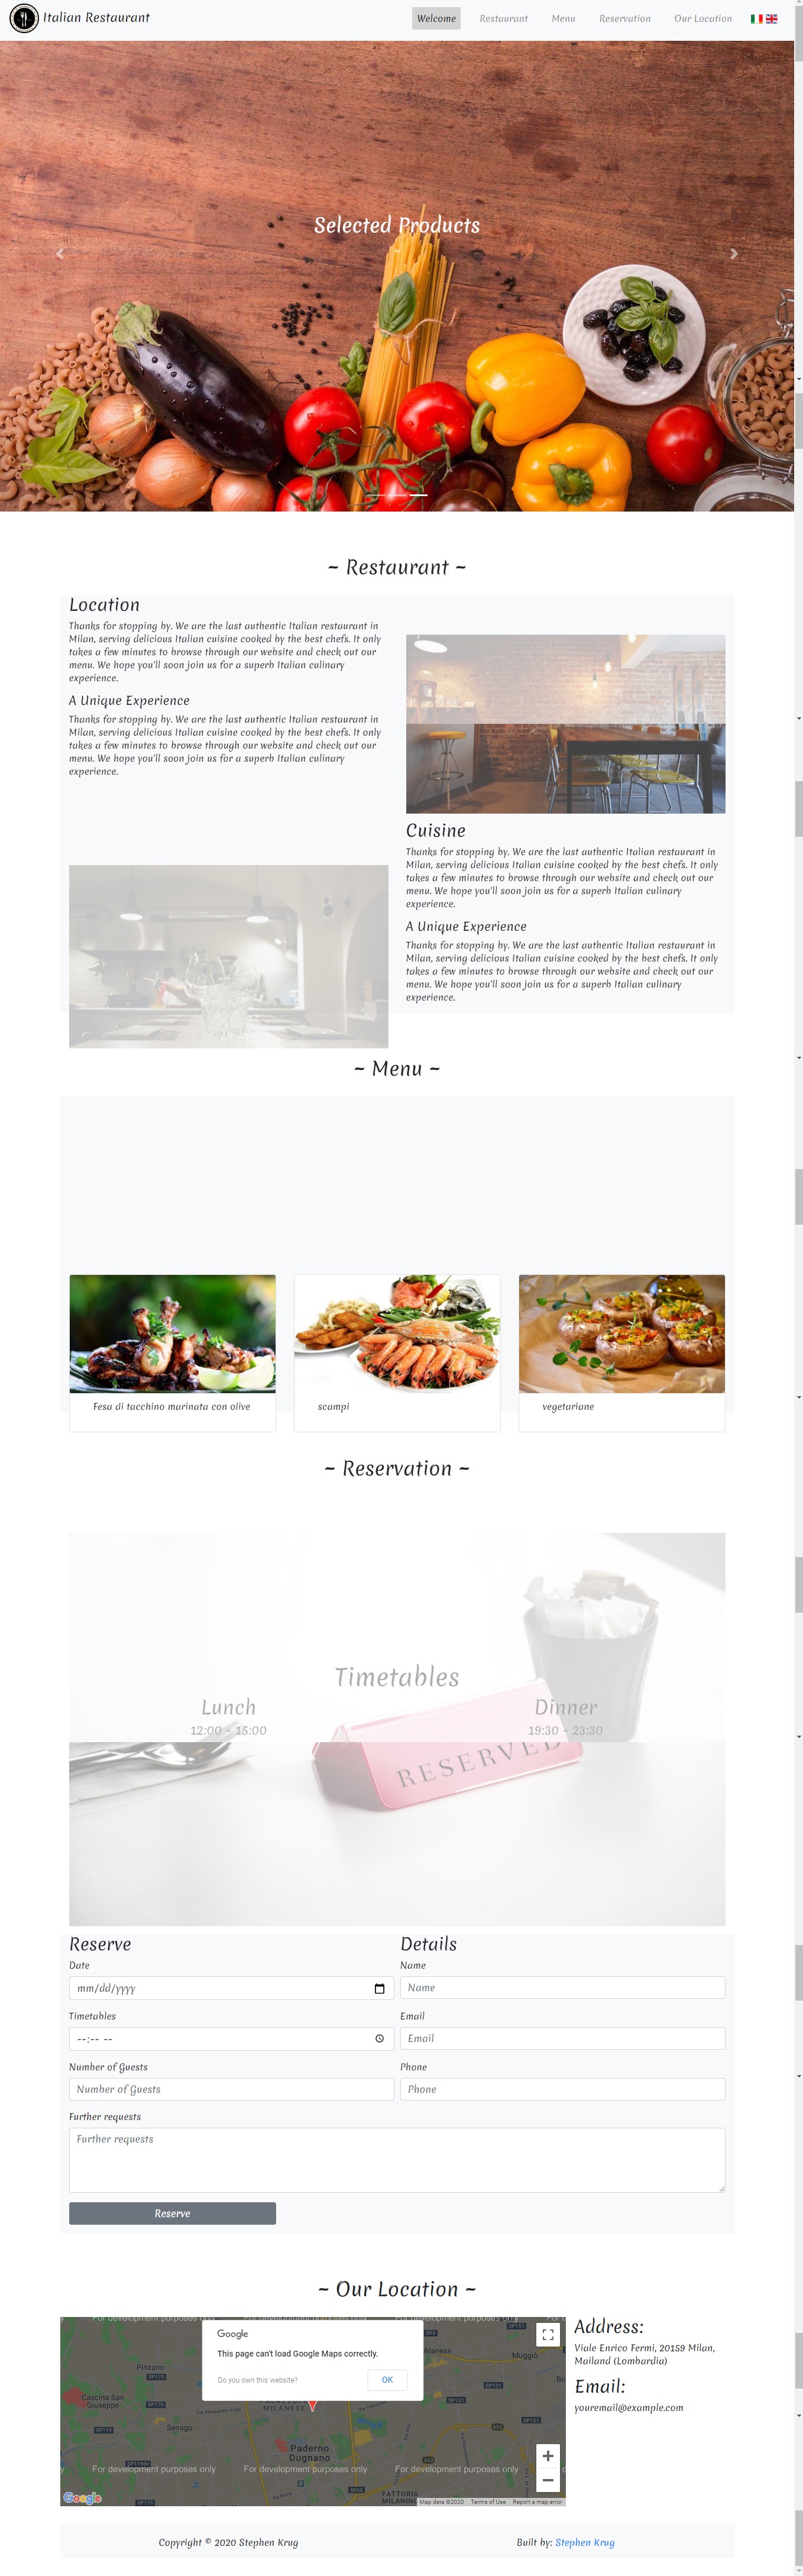 Italian Restaurant
Welcome Restaurant Menu Reservation Our Location
Selected Products
~ Restaurant ~
Location
Thanks for stopping by. We are the last authentic Italian restaurant in
Milan, serving delicious Italian cuisine cooked by the best chefs. It only
takes a few minutes to browse through our website and check out our
menu. We hope you'll soon join us for a superb Italian culinary
experience.
A Unique Experience
Thanks for stopping by. We are the last authentic Italian restaurant in
Milan, serving delicious Italian cuisine cooked by the best chefs. It only
takes a few minutes to browse through our website and check out our
menu. We hope you'll soon join us for a superb Italian culinary
experience.
Cuisine
Thanks for stopping by. We are the last authentic Italian restaurant in
Milan, serving delicious Italian cuisine cooked by the best chefs. It only
takes a few minutes to browse through our website and check out our
menu. We hope you'll soon join us for a superb Italian culinary
experience.
A Unique Experience
Thanks for stopping by. We are the last authentic Italian restaurant in
Milan, serving delicious Italian cuisine cooked by the best chefs. It only
takes a few minutes to browse through our website and check out our
menu. We hope you'll soon join us for a superb Italian culinary
experience.
~ Menu ~
Fesa di tacchino marinata con olive
scampi
vegetariane
~ Reservation ~
Timetables
Lunch
12:00 - 15:00
Dinner
19:30 - 23:30
RESERVED
Reserve
Date
mm/dd/yyyy
Timetables
--:-- --
Number of Guests
Number of Guests
Details
Name
Name
Email
Email
Phone
Phone
Further requests
Further requests
Reserve
~ Our Location ~
Google
This page can't load Google Maps correctly.
Do you own this website?
OK
Pinzano
Cascina San
Giuseppe
Senago
MILANESE
Paderno
Dugnano
Muggiò
FATTORIA
For development purposes only For development purposes only For development purposes only
Google
Map data ©2020 Terms of Use Report a map error
Address:
Viale Enrico Fermi, 20159 Milan,
Mailand (Lombardia)
Email:
youremail@example.com
Copyright © 2020 Stephen Krug
Built by: Stephen Krug